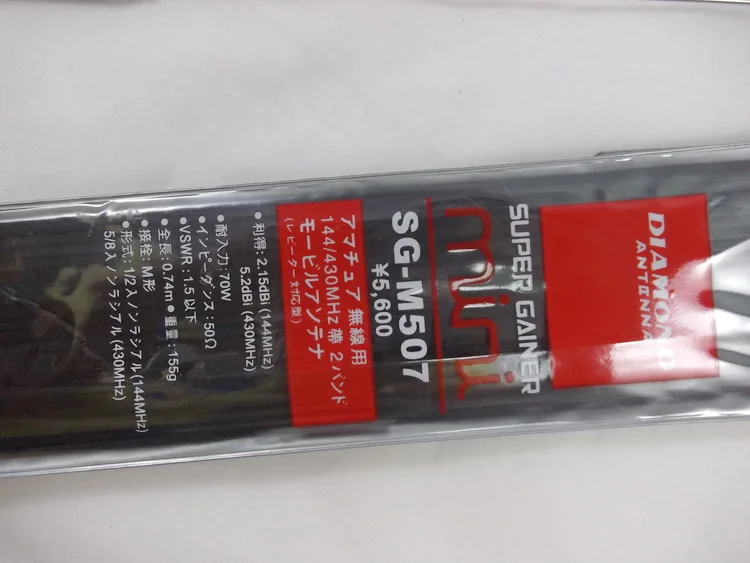 DIAMOND
ANTENNA
SUPER GAINER
mini
SG-M507
¥5,600
アマチュア無線用
144/430MHz帯 2バンド
モービルアンテナ
(レピーター対応型)
●利得:2.15dBi (144MHz)
5.2dBi (430MHz)
●耐入力:70W
●インピーダンス:50Ω
●VSWR:1.5以下
●全長:0.74m ●重量:155g
●接栓:M形
●形式:1/2λノンラジアル(144MHz)
5/8λノンラジアル(430MHz)